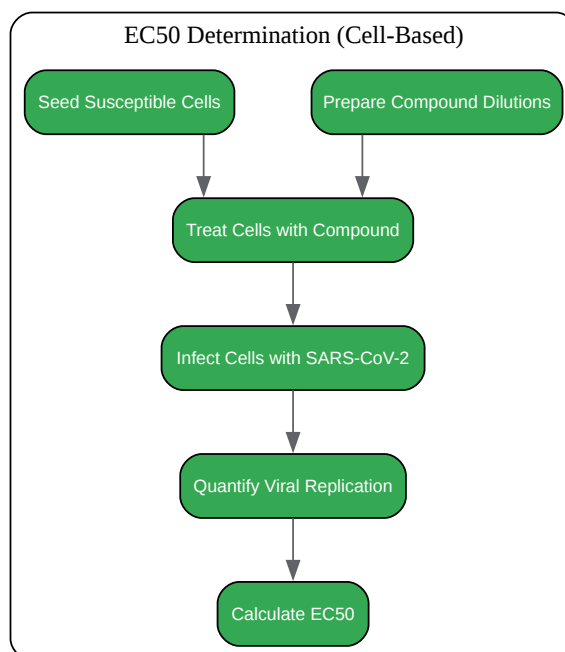 EC50 Determination (Cell-Based)
Seed Susceptible Cells
Prepare Compound Dilutions
Treat Cells with Compound
Infect Cells with SARS-CoV-2
Quantify Viral Replication
Calculate EC50